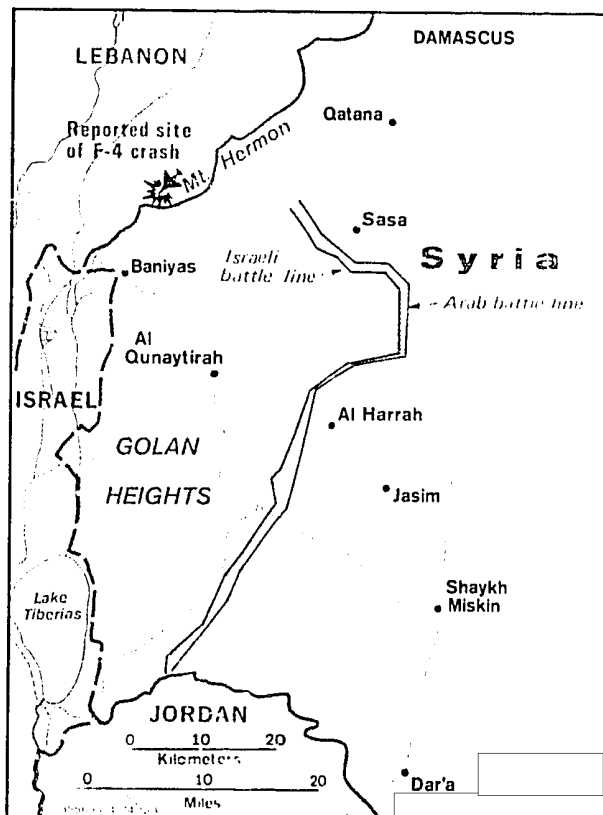 DAMASCUS
LEBANON
Qatana
Reported site
of F-4 crash
Mt. Hermon
Sasa
Syria
Israeli
battle line
Baniyas
Arab battle line
Al
Qunaytirah
ISRAEL
Al Harrah
GOLAN
HEIGHTS
Jasim
Lake
Tiberias
Shaykh
Miskin
JORDAN
0 10 20
Kilometers
0 10 20
Miles
Dar'a